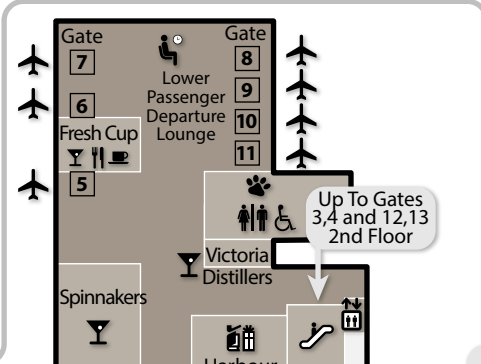 Gate
7
Gate
8
Lower
Passenger
Departure
Lounge
9
6
10
Fresh Cup
11
5
Up To Gates
3,4 and 12,13
2nd Floor
Victoria
Distillers
Spinnakers
Harbour